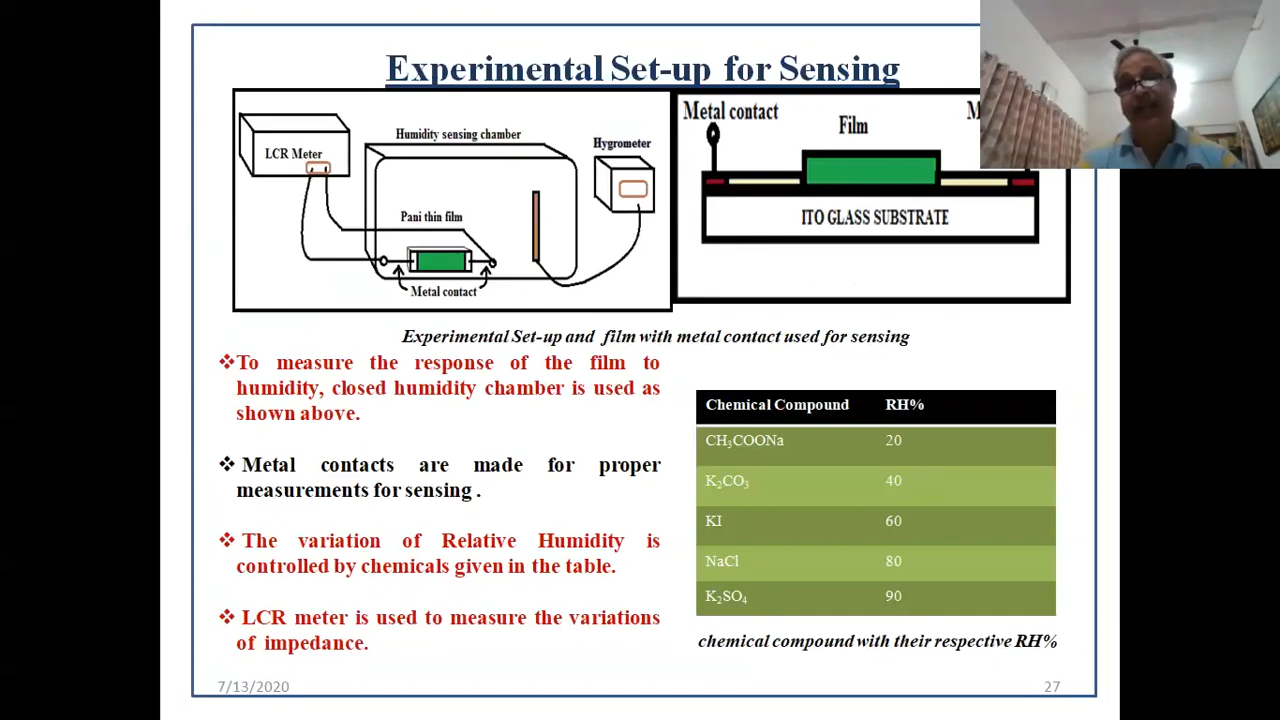 Experimental Set-up for Sensing
LCR Meter
Humidity sensing chamber
Hygrometer
Pani thin film
Metal contact
Metal contact
Film
M
ITO GLASS SUBSTRATE
Experimental Set-up and film with metal contact used for sensing
❖To measure the response of the film to
humidity, closed humidity chamber is used as
shown above.
❖ Metal contacts are made for proper
measurements for sensing .
❖ The variation of Relative Humidity is
controlled by chemicals given in the table.
❖ LCR meter is used to measure the variations
of impedance.
Chemical Compound RH%
CH₃COONa 20
K₂CO₃ 40
KI 60
NaCl 80
K₂SO₄ 90
chemical compound with their respective RH%
7/13/2020
27